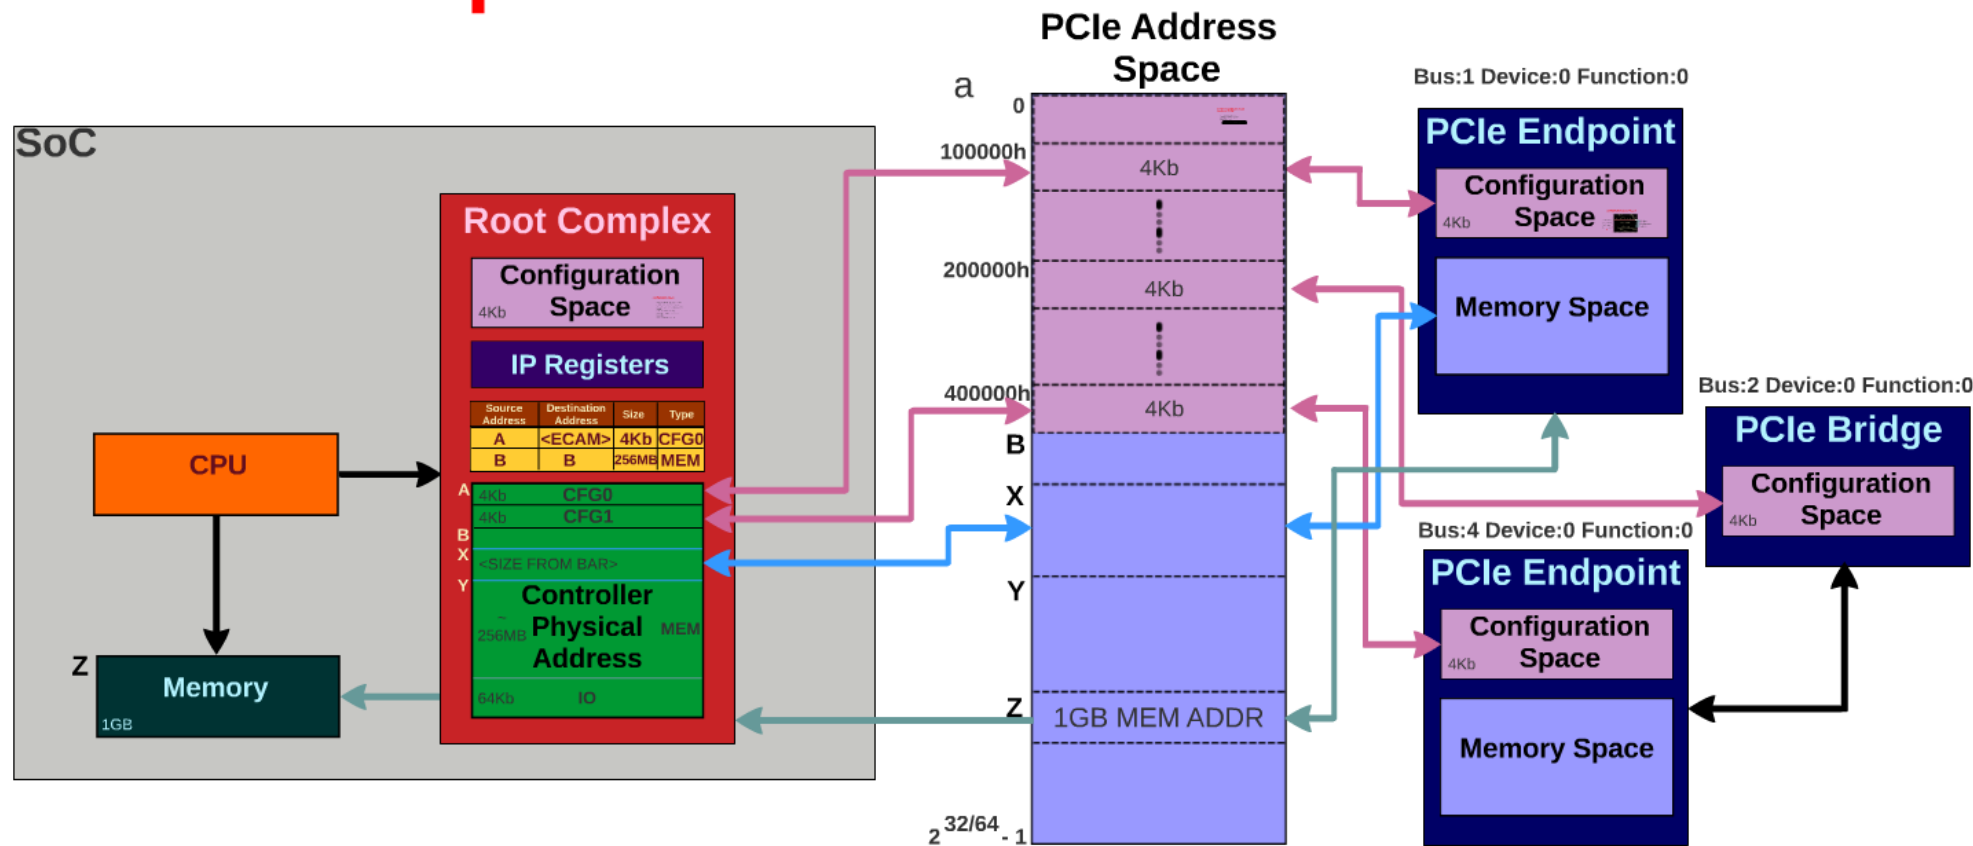 PCIe Address
Space
a
0
100000h
4Kb
200000h
4Kb
400000h
4Kb
B
X
Y
Z
1GB MEM ADDR
2 32/64 - 1
SoC
CPU
Z
Memory
1GB
Root Complex
Configuration
Space
4Kb
IP Registers
Source Address Destination Address Size Type
A <ECAM> 4Kb CFG0
B B 256MB MEM
A 4Kb CFG0
4Kb CFG1
B
X <SIZE FROM BAR>
Y
Controller
~
256MB Physical MEM
Address
64Kb IO
Bus:1 Device:0 Function:0
PCIe Endpoint
Configuration
Space
4Kb
Memory Space
Bus:2 Device:0 Function:0
PCIe Bridge
Configuration
Space
4Kb
Bus:4 Device:0 Function:0
PCIe Endpoint
Configuration
Space
4Kb
Memory Space